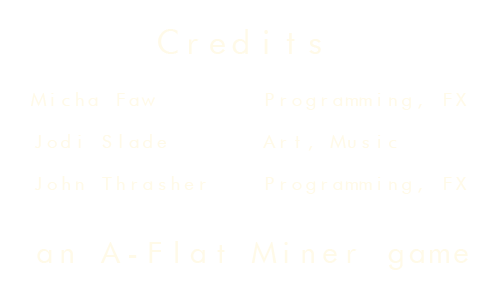 Credits
Micha Faw Programming, FX
Jodi Slade Art, Music
John Thrasher Programming, FX
an A-Flat Miner game